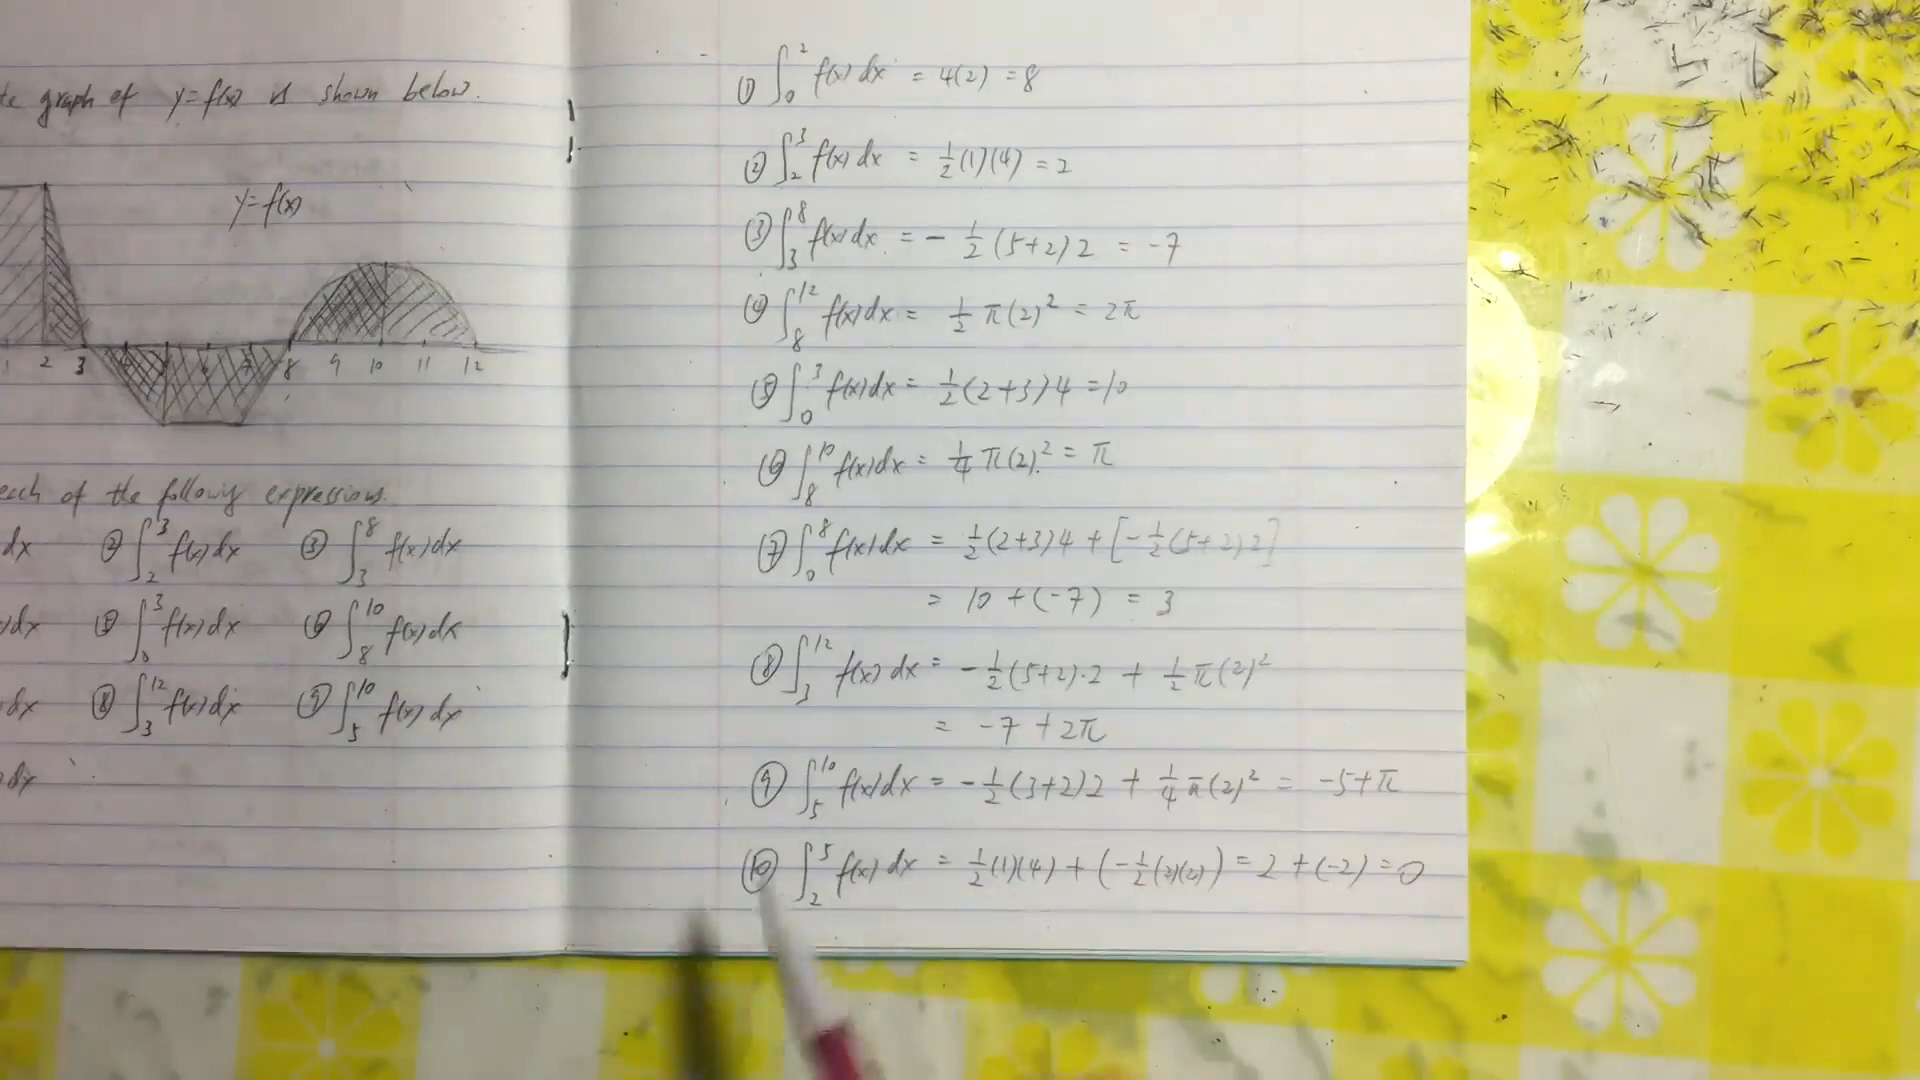 te graph of y=f(x) is shown below.
y=f(x)
1 2 3 4 6 7 8 9 10 11 12
each of the following expressions.
dx ② ∫₂³ f(x) dx ③ ∫₃⁸ f(x) dx
dx ⑤ ∫₀³ f(x) dx ⑥ ∫₈¹⁰ f(x) dx
dx ⑧ ∫₃¹² f(x) dx ⑨ ∫₅¹⁰ f(x) dx
dx
① ∫₀² f(x) dx = 4(2) = 8
② ∫₂³ f(x) dx = ½(1)(4) = 2
③ ∫₃⁸ f(x) dx = - ½(5+2)2 = -7
④ ∫₈¹² f(x) dx = ½ π(2)² = 2π
⑤ ∫₀³ f(x) dx = ½(2+3)4 = 10
⑥ ∫₈¹⁰ f(x) dx = ¼ π(2)² = π
⑦ ∫₀⁸ f(x) dx = ½(2+3)4 + [-½(5+2)2]
= 10 + (-7) = 3
⑧ ∫₃¹² f(x) dx = -½(5+2)·2 + ½ π(2)²
= -7 + 2π
⑨ ∫₅¹⁰ f(x) dx = -½(3+2)2 + ¼ π(2)² = -5+π
⑩ ∫₂⁵ f(x) dx = ½(1)(4) + (-½(2)(2)) = 2 + (-2) = 0